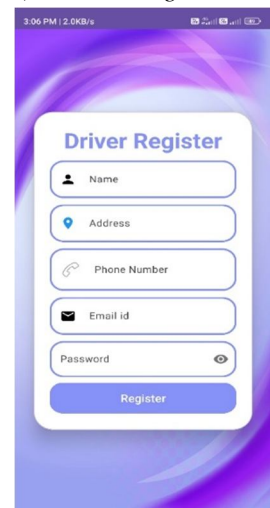 3:06 PM | 2.0KB/s
Driver Register
Name
Address
Phone Number
Email id
Password
Register